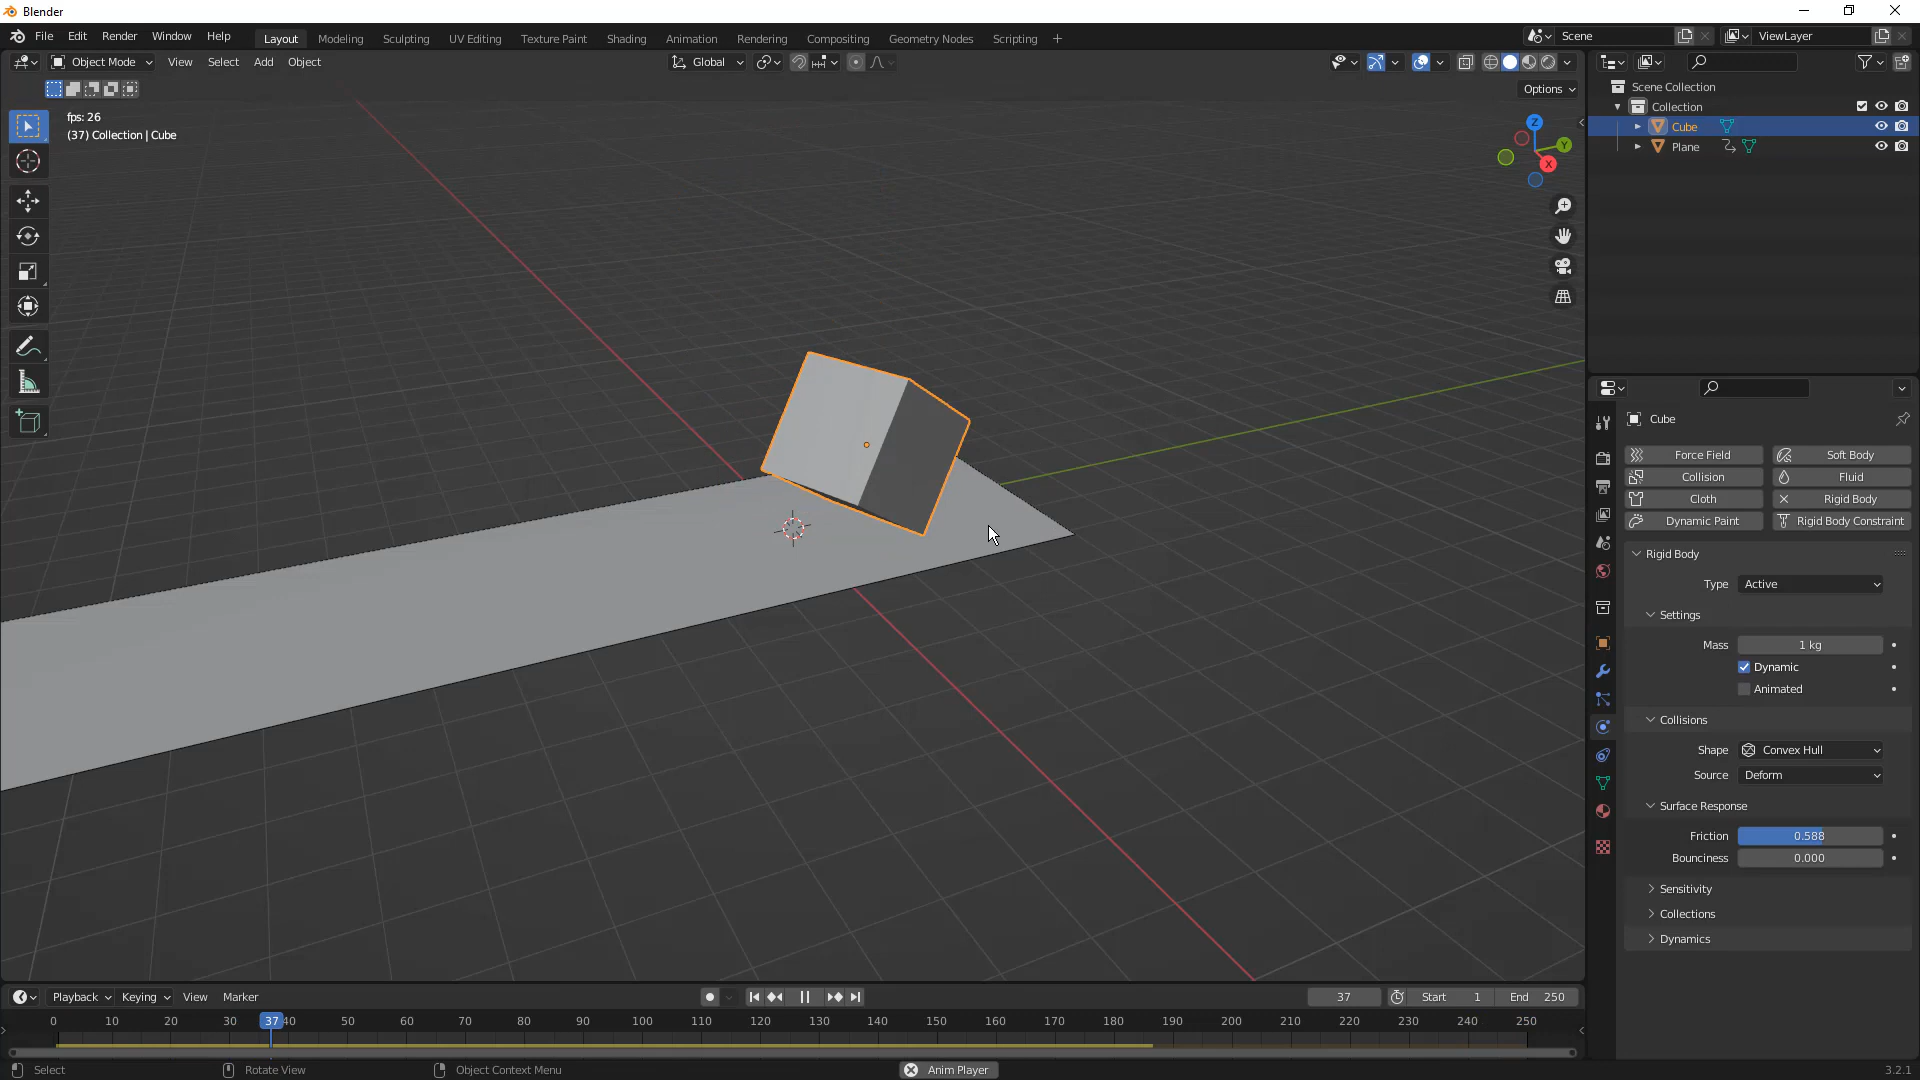 Blender
File Edit Render Window Help Layout Modeling Sculpting UV Editing Texture Paint Shading Animation Rendering Compositing Geometry Nodes Scripting + Scene ViewLayer
Object Mode View Select Add Object Global
Options
fps: 26
(37) Collection | Cube
Z
Y
X
Scene Collection
Collection
Cube
Plane
Cube
Force Field Soft Body
Collision Fluid
Cloth Rigid Body
Dynamic Paint Rigid Body Constraint
Rigid Body
Type Active
Settings
Mass 1 kg
Dynamic
Animated
Collisions
Shape Convex Hull
Source Deform
Surface Response
Friction 0.588
Bounciness 0.000
Sensitivity
Collections
Dynamics
Playback Keying View Marker 37 Start 1 End 250
0 10 20 30 37 40 50 60 70 80 90 100 110 120 130 140 150 160 170 180 190 200 210 220 230 240 250
Select Rotate View Object Context Menu Anim Player 3.2.1